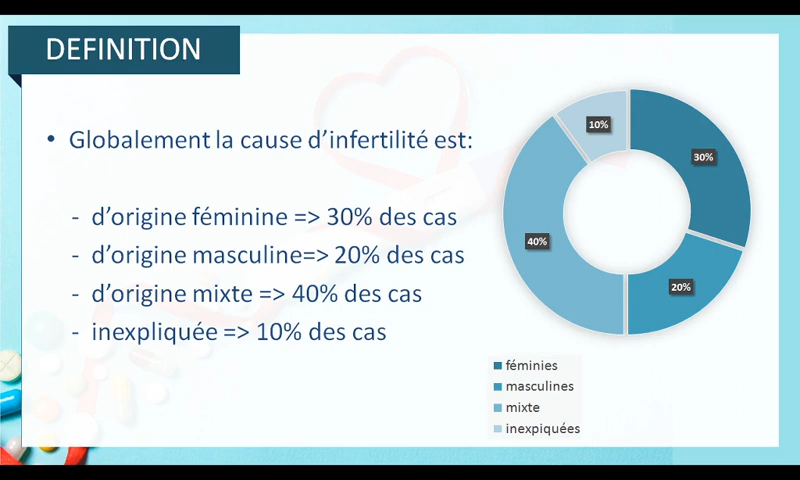 DEFINITION
• Globalement la cause d’infertilité est:
- d’origine féminine => 30% des cas
- d’origine masculine=> 20% des cas
- d’origine mixte => 40% des cas
- inexpliquée => 10% des cas
10%
30%
40%
20%
féminies
masculines
mixte
inexpiquées